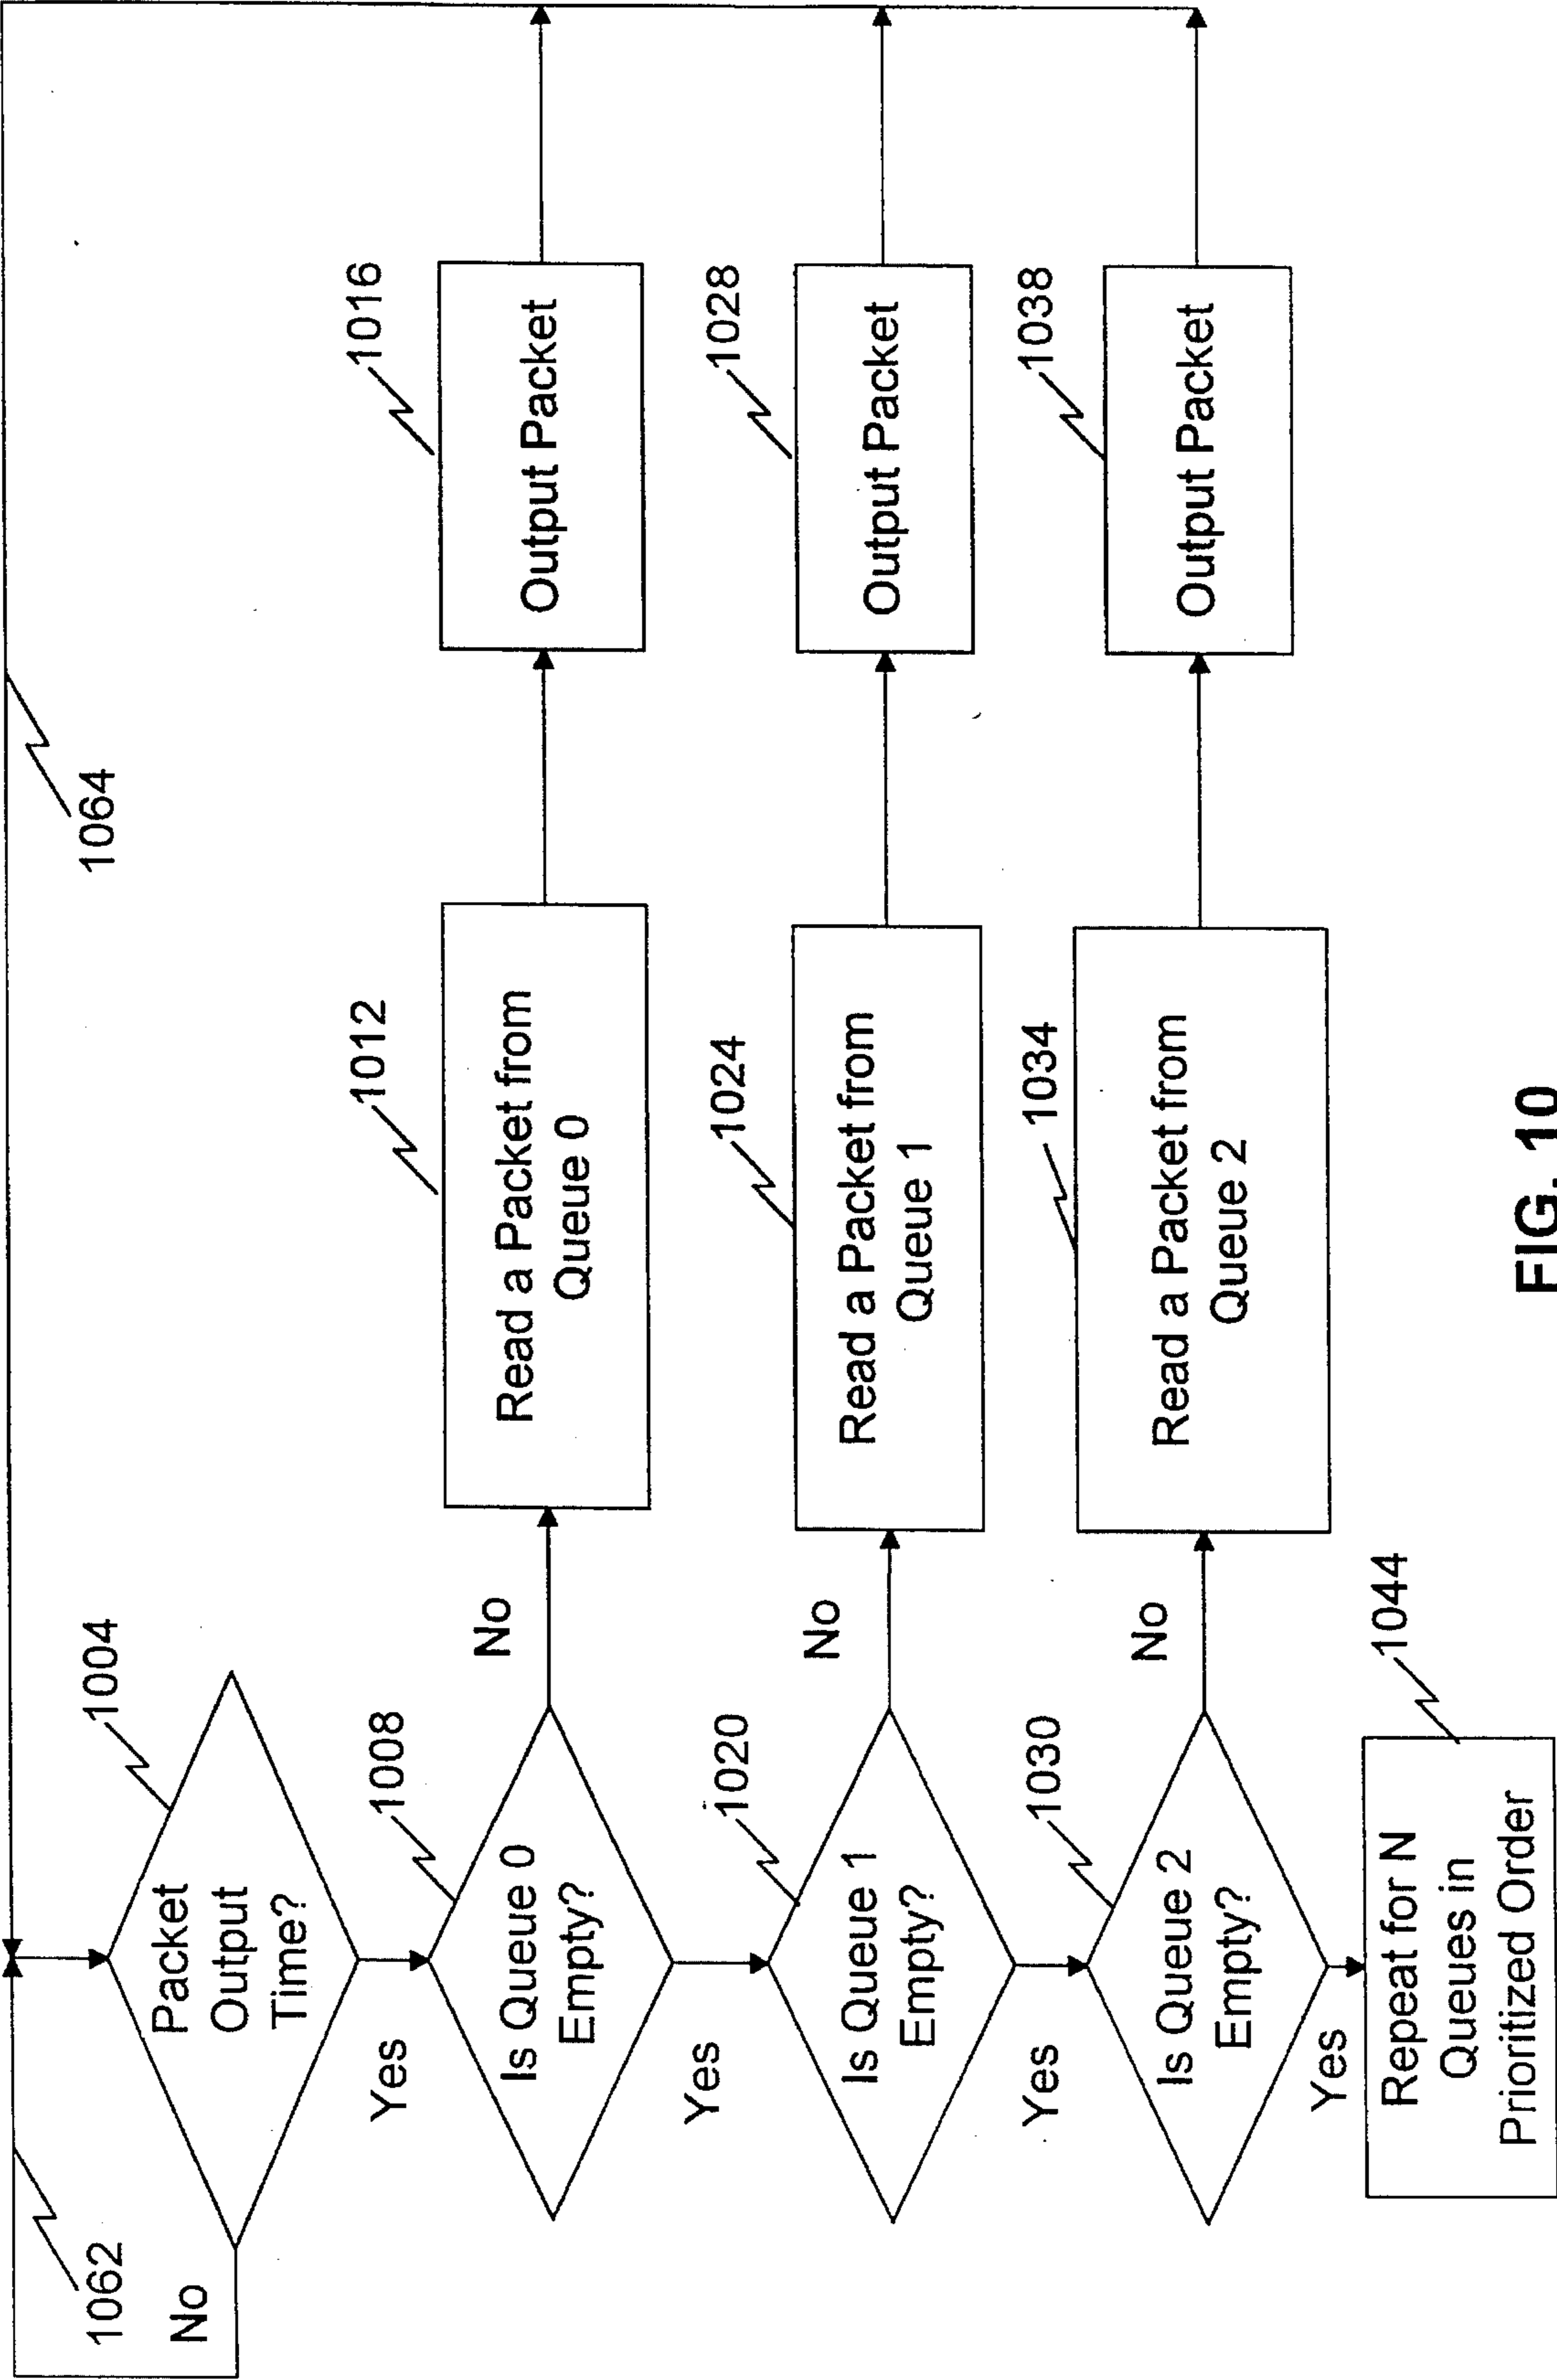 1062
No
1064
1004
Packet
Output
Time?
Yes
1008
Is Queue 0
Empty?
No
1012
Read a Packet from
Queue 0
1016
Output Packet
Yes
1020
Is Queue 1
Empty?
No
1024
Read a Packet from
Queue 1
1028
Output Packet
Yes
1030
Is Queue 2
Empty?
No
1034
Read a Packet from
Queue 2
1038
Output Packet
Yes
1044
Repeat for N
Queues in
Prioritized Order
FIG. 10